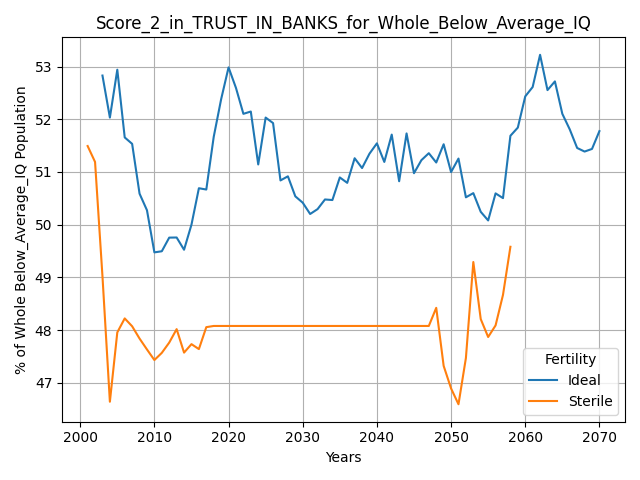 Score_2_in_TRUST_IN_BANKS_for_Whole_Below_Average_IQ
% of Whole Below_Average_IQ Population
53
52
51
50
49
48
47
Fertility
Ideal
Sterile
2000 2010 2020 2030 2040 2050 2060 2070
Years